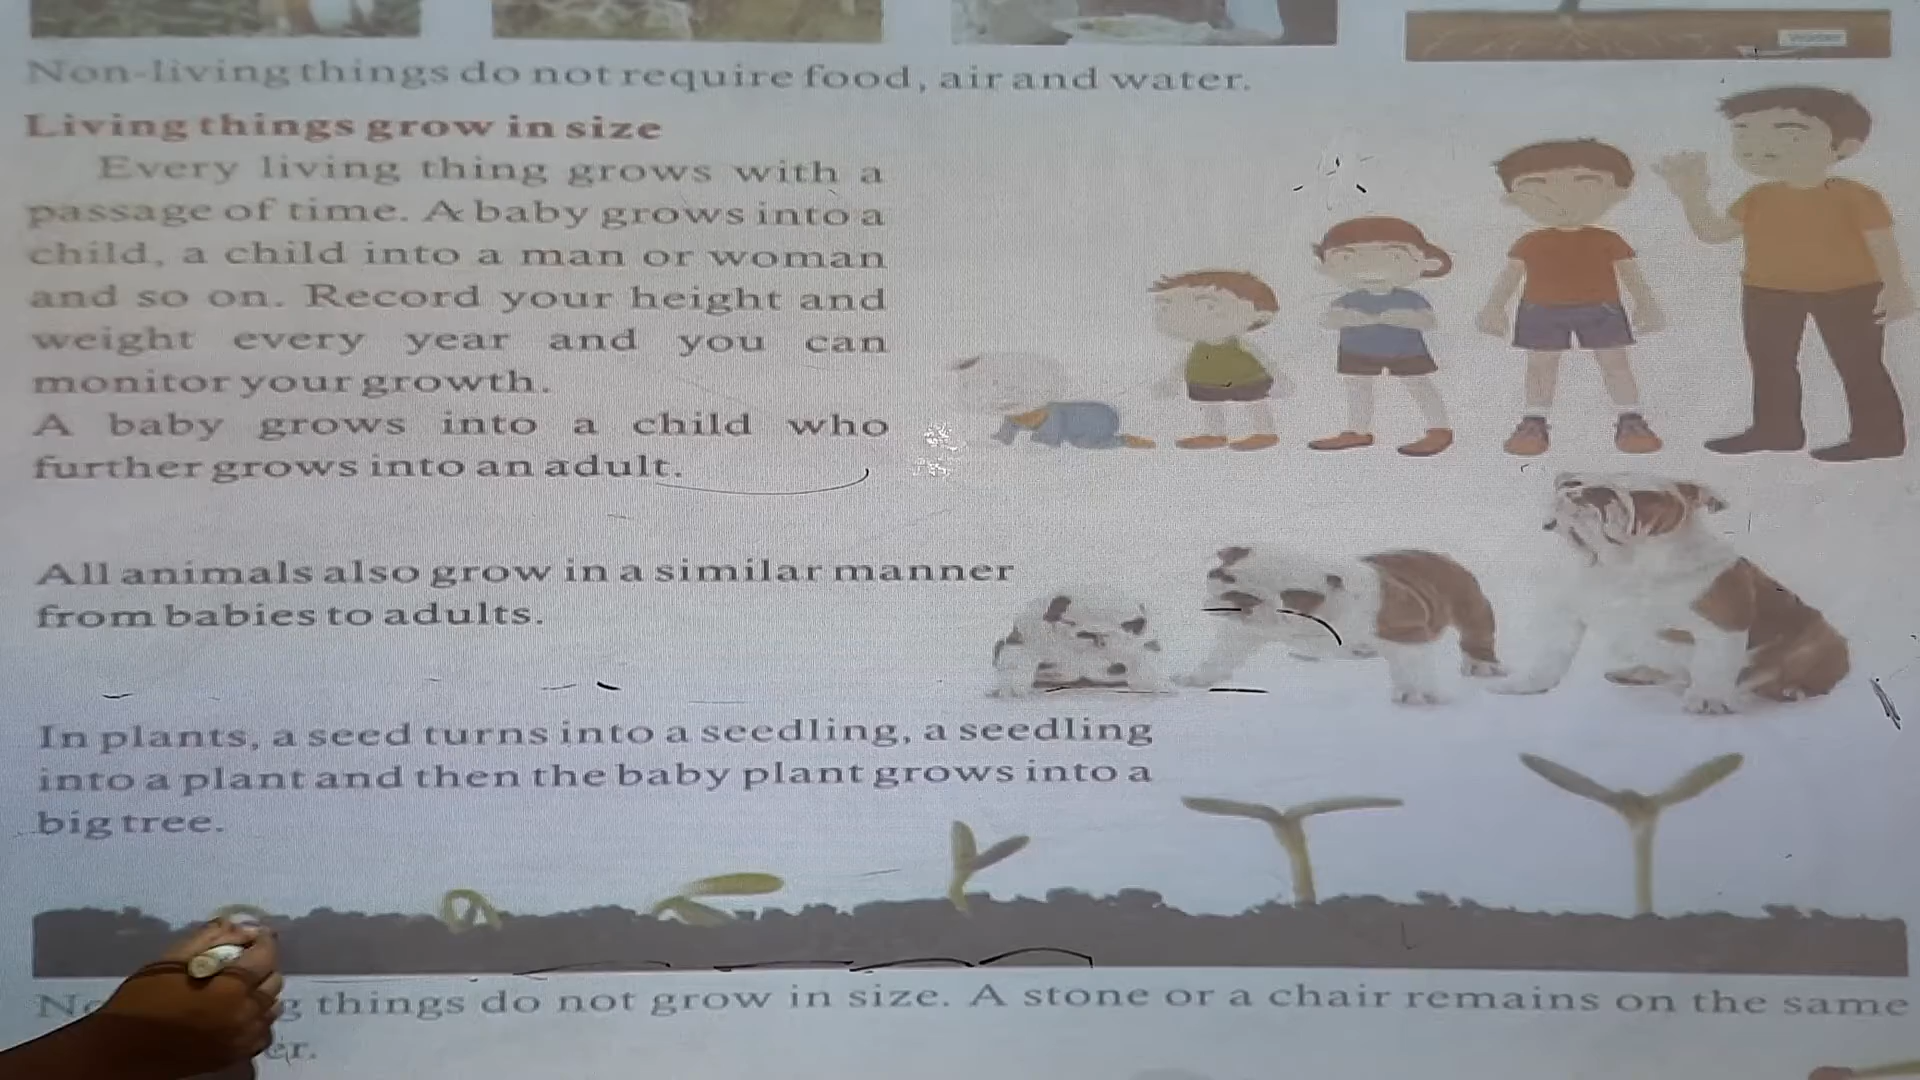 Water
Non-living things do not require food, air and water.
Living things grow in size
Every living thing grows with a
passage of time. A baby grows into a
child, a child into a man or woman
and so on. Record your height and
weight every year and you can
monitor your growth.
A baby grows into a child who
further grows into an adult.
All animals also grow in a similar manner
from babies to adults.
In plants, a seed turns into a seedling, a seedling
into a plant and then the baby plant grows into a
big tree.
things do not grow in size. A stone or a chair remains on the same